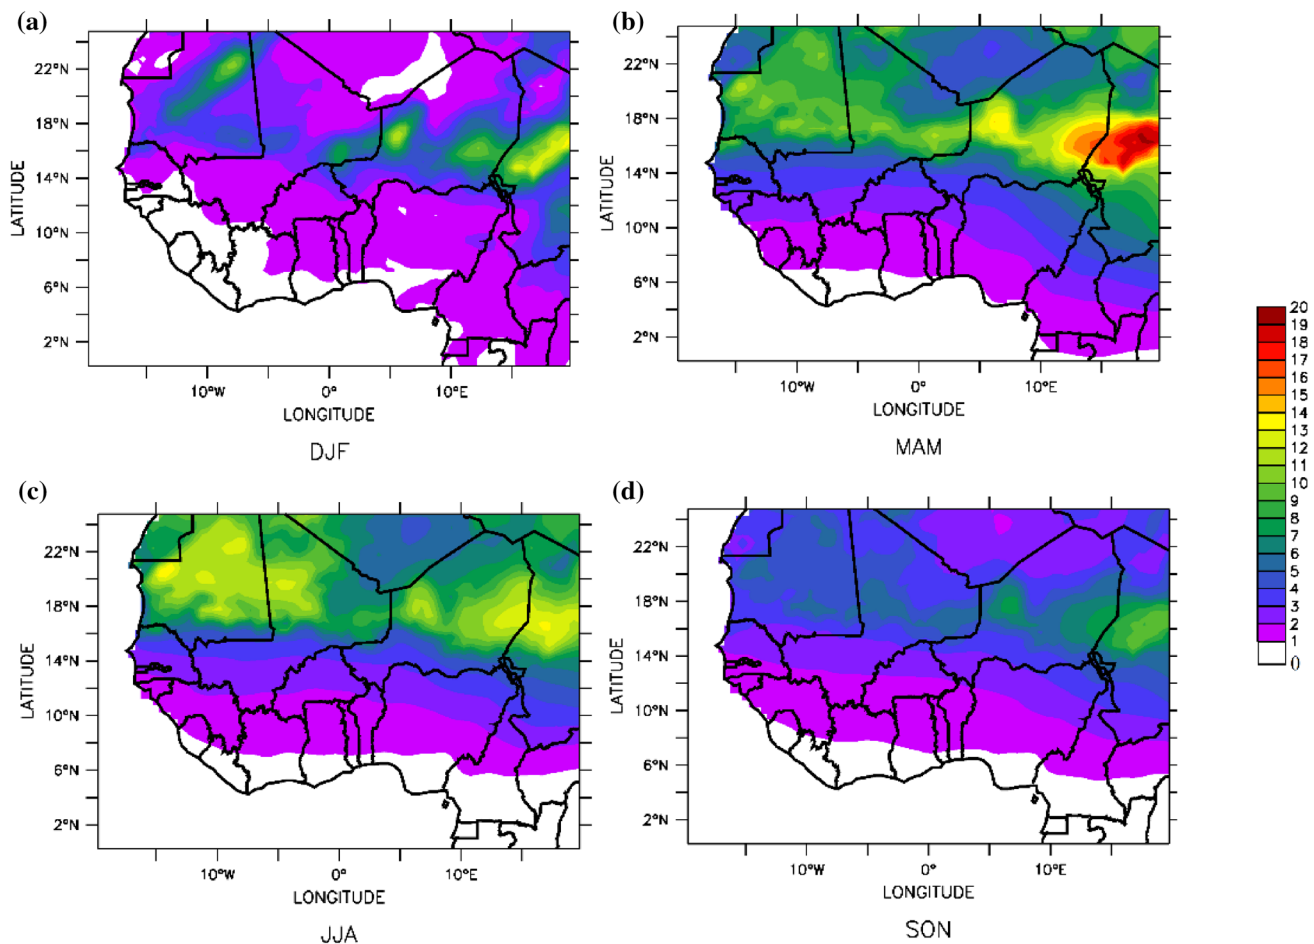 (a)
22°N
18°N
14°N
10°N
6°N
2°N
LATITUDE
10°W 0° 10°E
LONGITUDE
DJF
(b)
22°N
18°N
14°N
10°N
6°N
2°N
LATITUDE
10°W 0° 10°E
LONGITUDE
MAM
(c)
22°N
18°N
14°N
10°N
6°N
2°N
LATITUDE
10°W 0° 10°E
LONGITUDE
JJA
(d)
22°N
18°N
14°N
10°N
6°N
2°N
LATITUDE
10°W 0° 10°E
LONGITUDE
SON
20
19
18
17
16
15
14
13
12
11
10
9
8
7
6
5
4
3
2
1
0